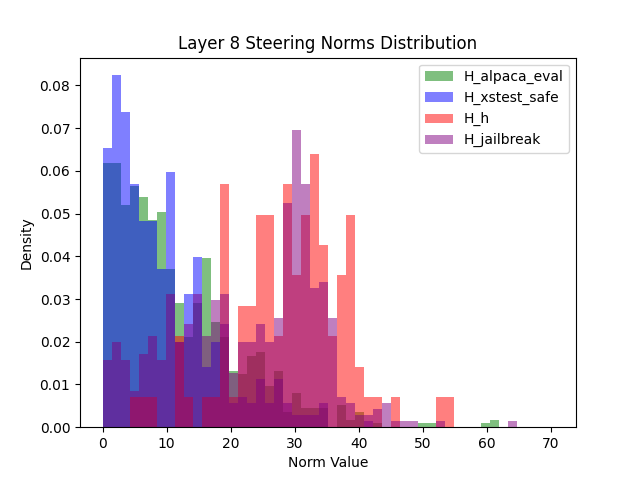 Layer 8 Steering Norms Distribution
H_alpaca_eval
H_xstest_safe
H_h
H_jailbreak
Density
0.08
0.07
0.06
0.05
0.04
0.03
0.02
0.01
0.00
0 10 20 30 40 50 60 70
Norm Value